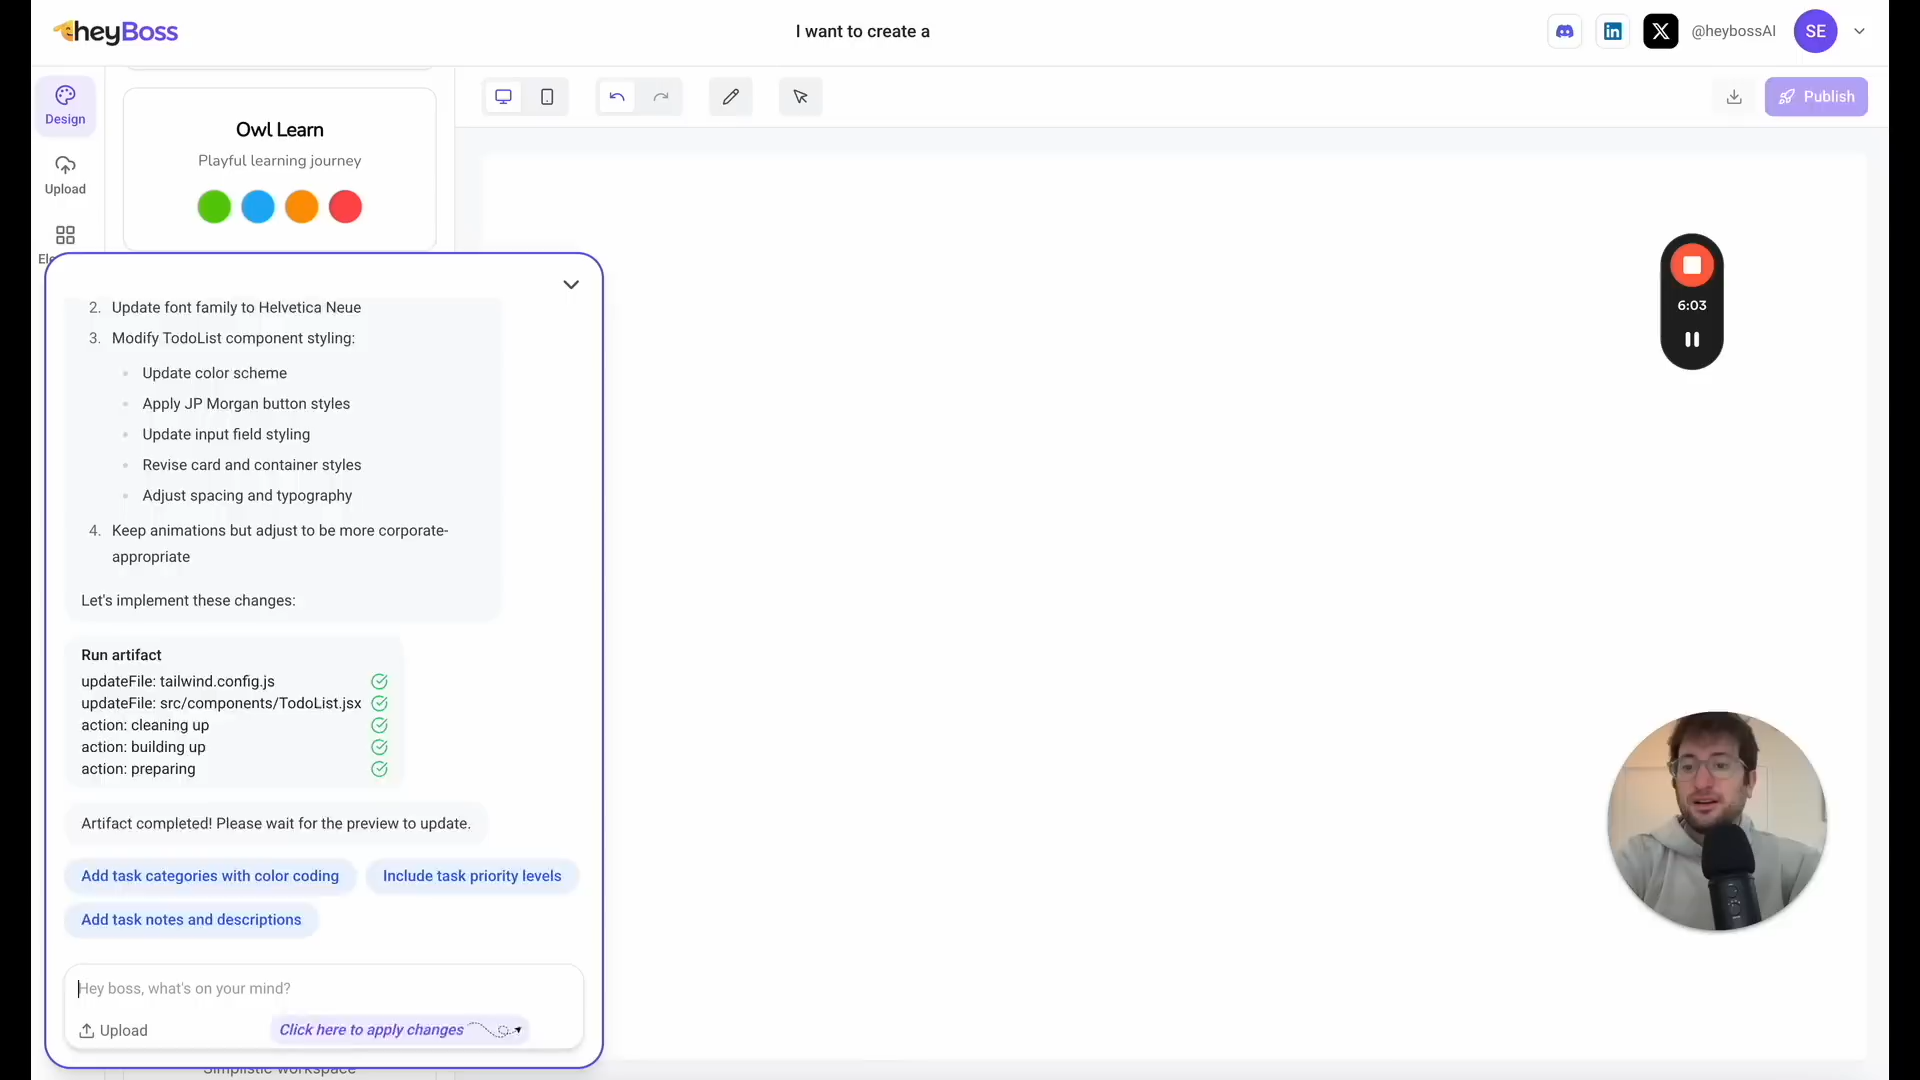 heyBoss
I want to create a
@heybossAI
SE
Design
Upload
Owl Learn
Playful learning journey
Publish
2. Update font family to Helvetica Neue
3. Modify TodoList component styling:
Update color scheme
Apply JP Morgan button styles
Update input field styling
Revise card and container styles
Adjust spacing and typography
4. Keep animations but adjust to be more corporate-
appropriate
Let's implement these changes:
Run artifact
updateFile: tailwind.config.js
updateFile: src/components/TodoList.jsx
action: cleaning up
action: building up
action: preparing
Artifact completed! Please wait for the preview to update.
Add task categories with color coding
Include task priority levels
Add task notes and descriptions
Hey boss, what's on your mind?
Upload
Click here to apply changes
Simplistic workspace
6:03